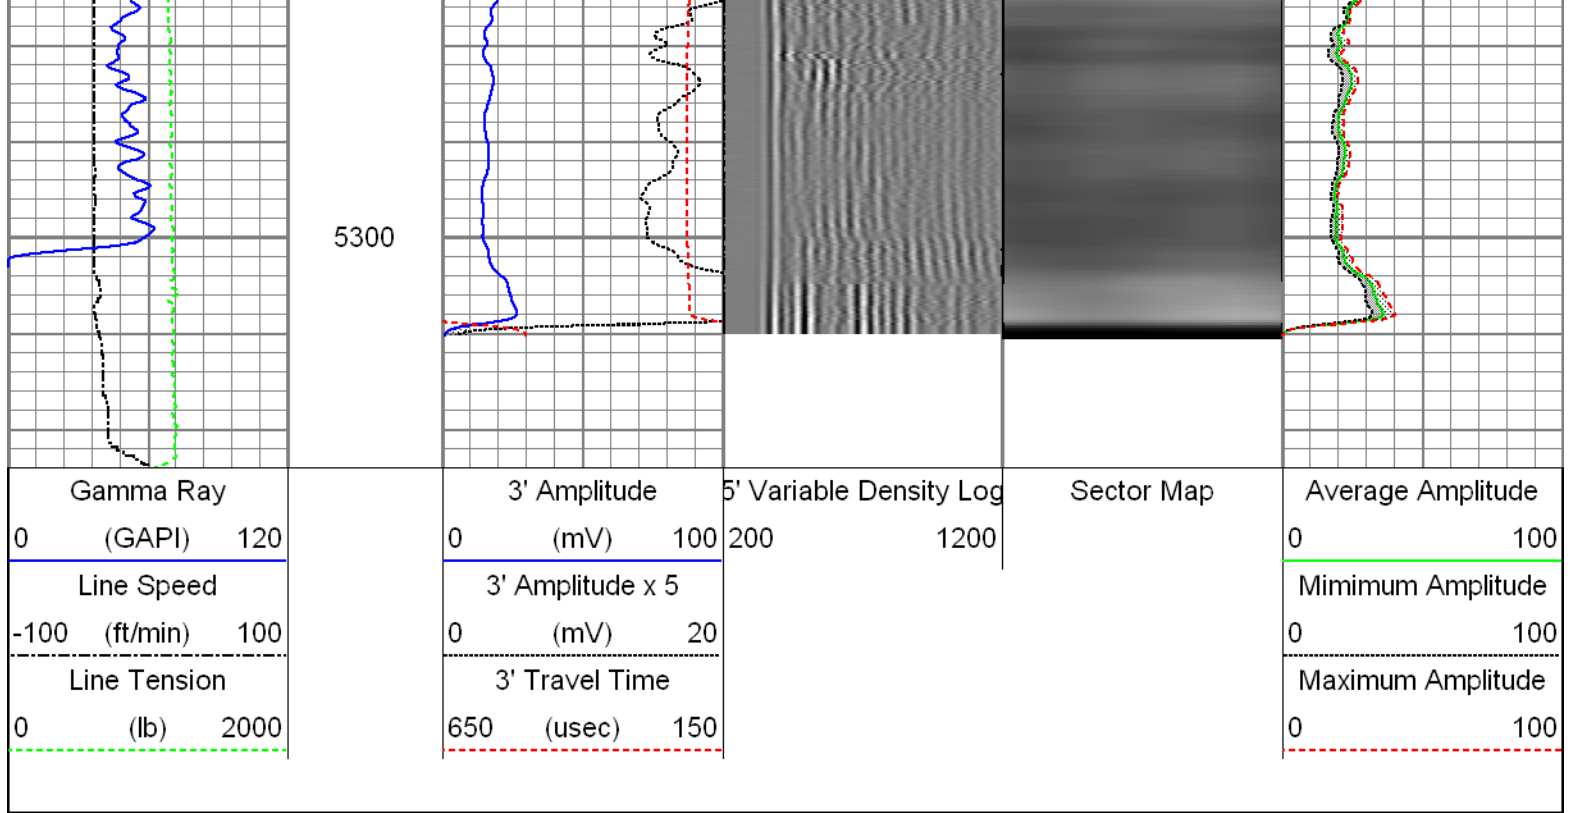 5300
Gamma Ray
0 (GAPI) 120
Line Speed
-100 (ft/min) 100
Line Tension
0 (lb) 2000
3' Amplitude
0 (mV) 100
3' Amplitude x 5
0 (mV) 20
3' Travel Time
650 (usec) 150
5' Variable Density Log
200 1200
Sector Map
Average Amplitude
0 100
Mimimum Amplitude
0 100
Maximum Amplitude
0 100